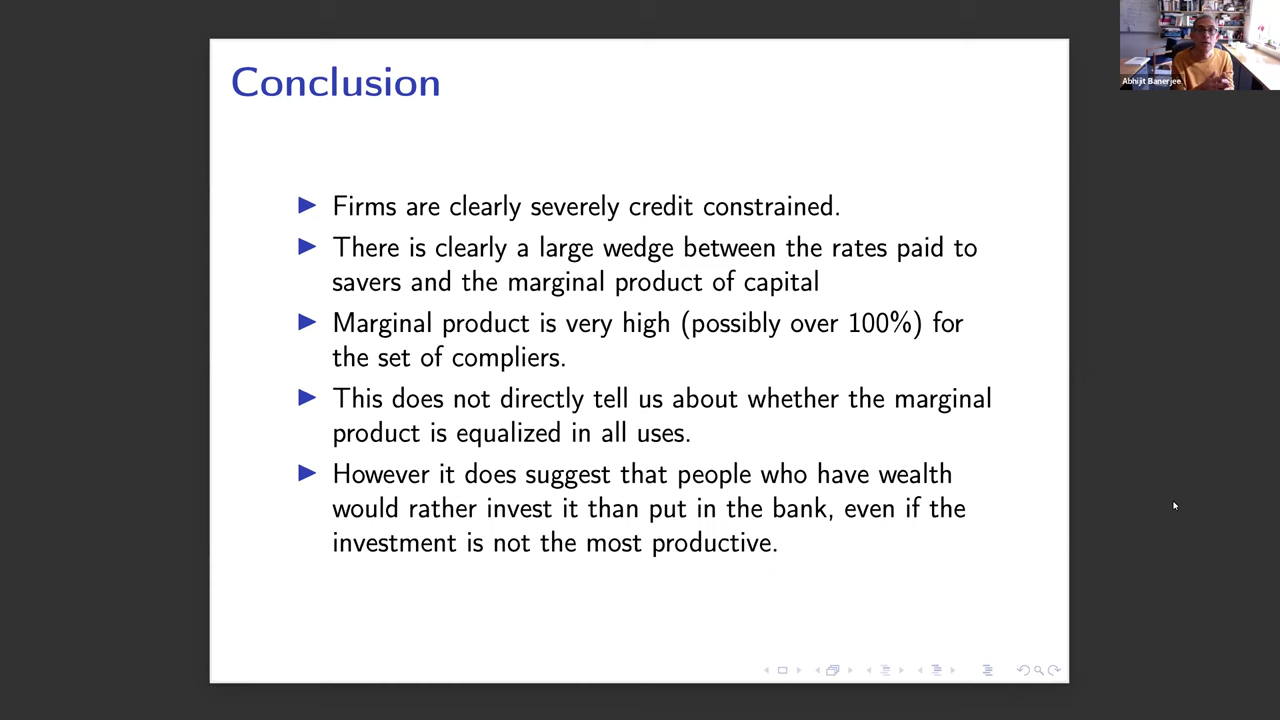 Conclusion
Abhijit Banerjee
Firms are clearly severely credit constrained.
There is clearly a large wedge between the rates paid to
savers and the marginal product of capital
Marginal product is very high (possibly over 100%) for
the set of compliers.
This does not directly tell us about whether the marginal
product is equalized in all uses.
However it does suggest that people who have wealth
would rather invest it than put in the bank, even if the
investment is not the most productive.